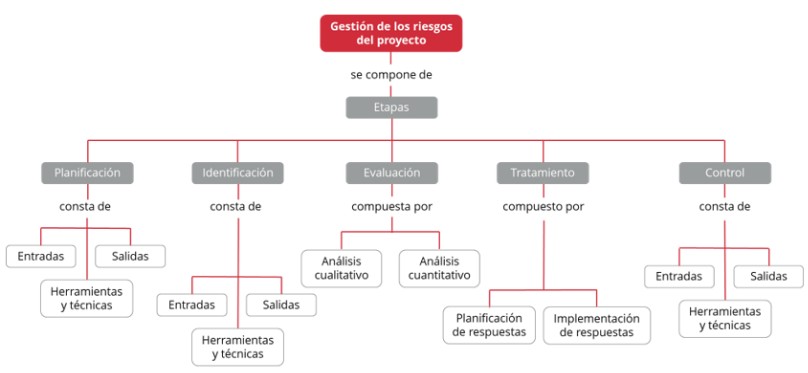 Gestión de los riesgos
del proyecto
se compone de
Etapas
Planificación
Identificación
Evaluación
Tratamiento
Control
consta de
consta de
compuesta por
compuesto por
consta de
Entradas
Salidas
Herramientas
y técnicas
Entradas
Salidas
Herramientas
y técnicas
Análisis
cualitativo
Análisis
cuantitativo
Planificación
de respuestas
Implementación
de respuestas
Entradas
Salidas
Herramientas
y técnicas